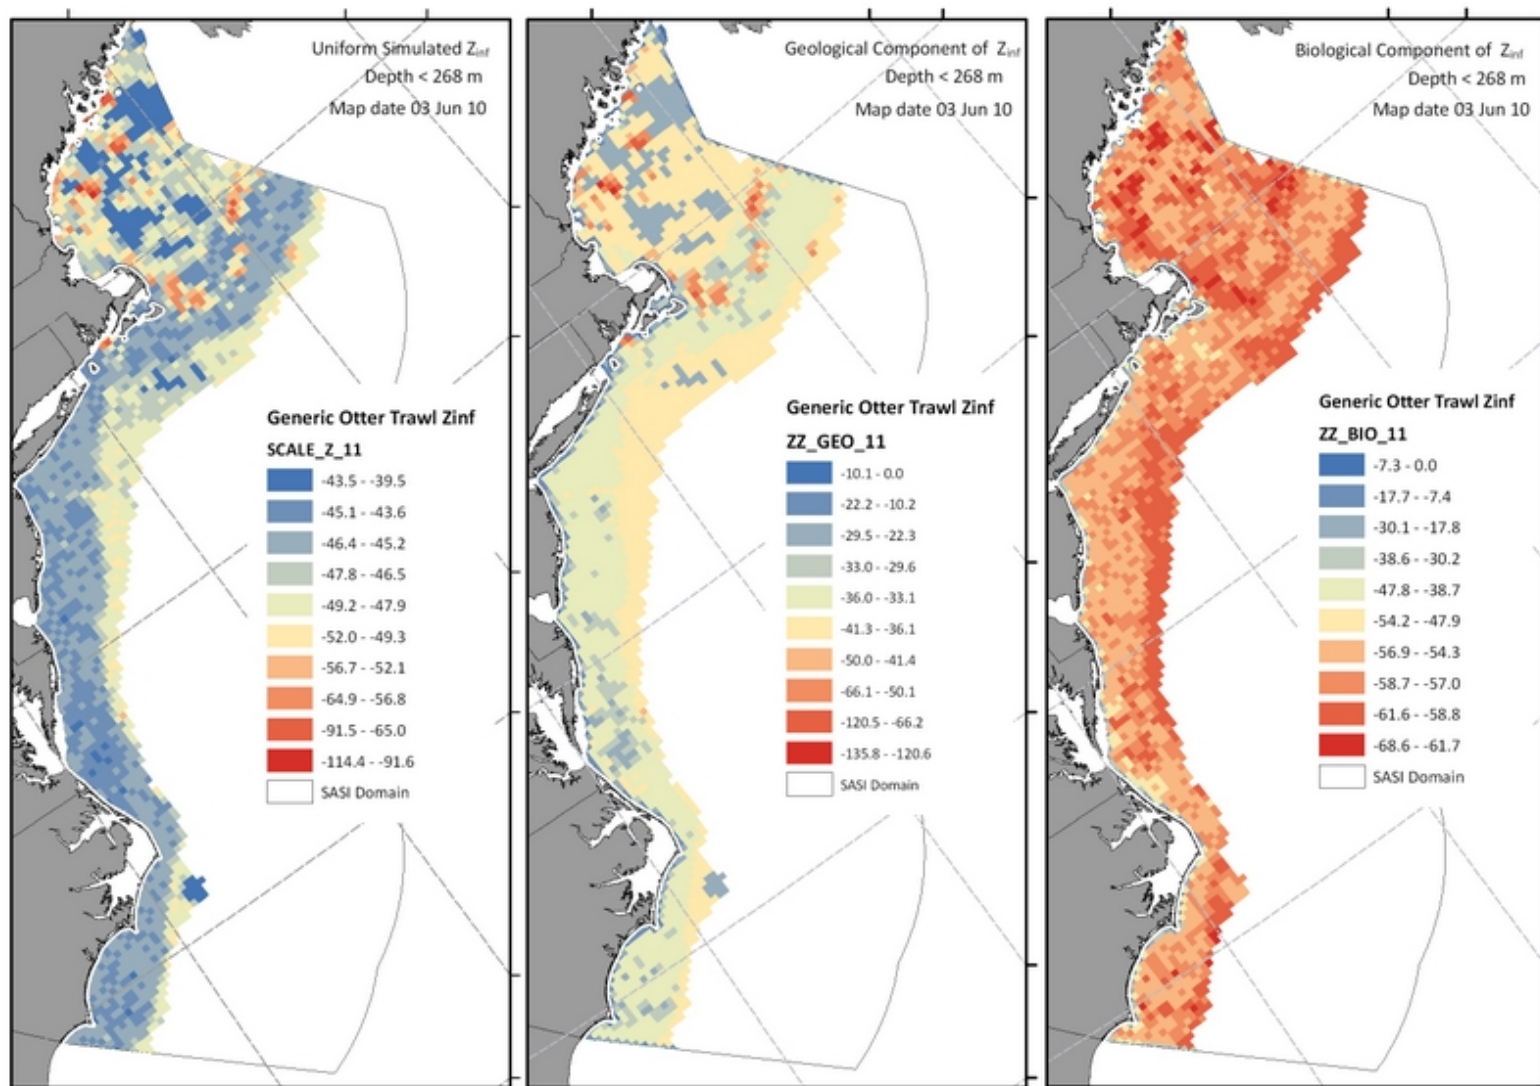 Uniform Simulated Zinf
Depth < 268 m
Map date 03 Jun 10
Generic Otter Trawl Zinf
SCALE_Z_11
-43.5 - -39.5
-45.1 - -43.6
-46.4 - -45.2
-47.8 - -46.5
-49.2 - -47.9
-52.0 - -49.3
-56.7 - -52.1
-64.9 - -56.8
-91.5 - -65.0
-114.4 - -91.6
SASI Domain
Geological Component of Zinf
Depth < 268 m
Map date 03 Jun 10
Generic Otter Trawl Zinf
ZZ_GEO_11
-10.1 - 0.0
-22.2 - -10.2
-29.5 - -22.3
-33.0 - -29.6
-36.0 - -33.1
-41.3 - -36.1
-50.0 - -41.4
-66.1 - -50.1
-120.5 - -66.2
-135.8 - -120.6
SASI Domain
Biological Component of Zinf
Depth < 268 m
Map date 03 Jun 10
Generic Otter Trawl Zinf
ZZ_BIO_11
-7.3 - 0.0
-17.7 - -7.4
-30.1 - -17.8
-38.6 - -30.2
-47.8 - -38.7
-54.2 - -47.9
-56.9 - -54.3
-58.7 - -57.0
-61.6 - -58.8
-68.6 - -61.7
SASI Domain